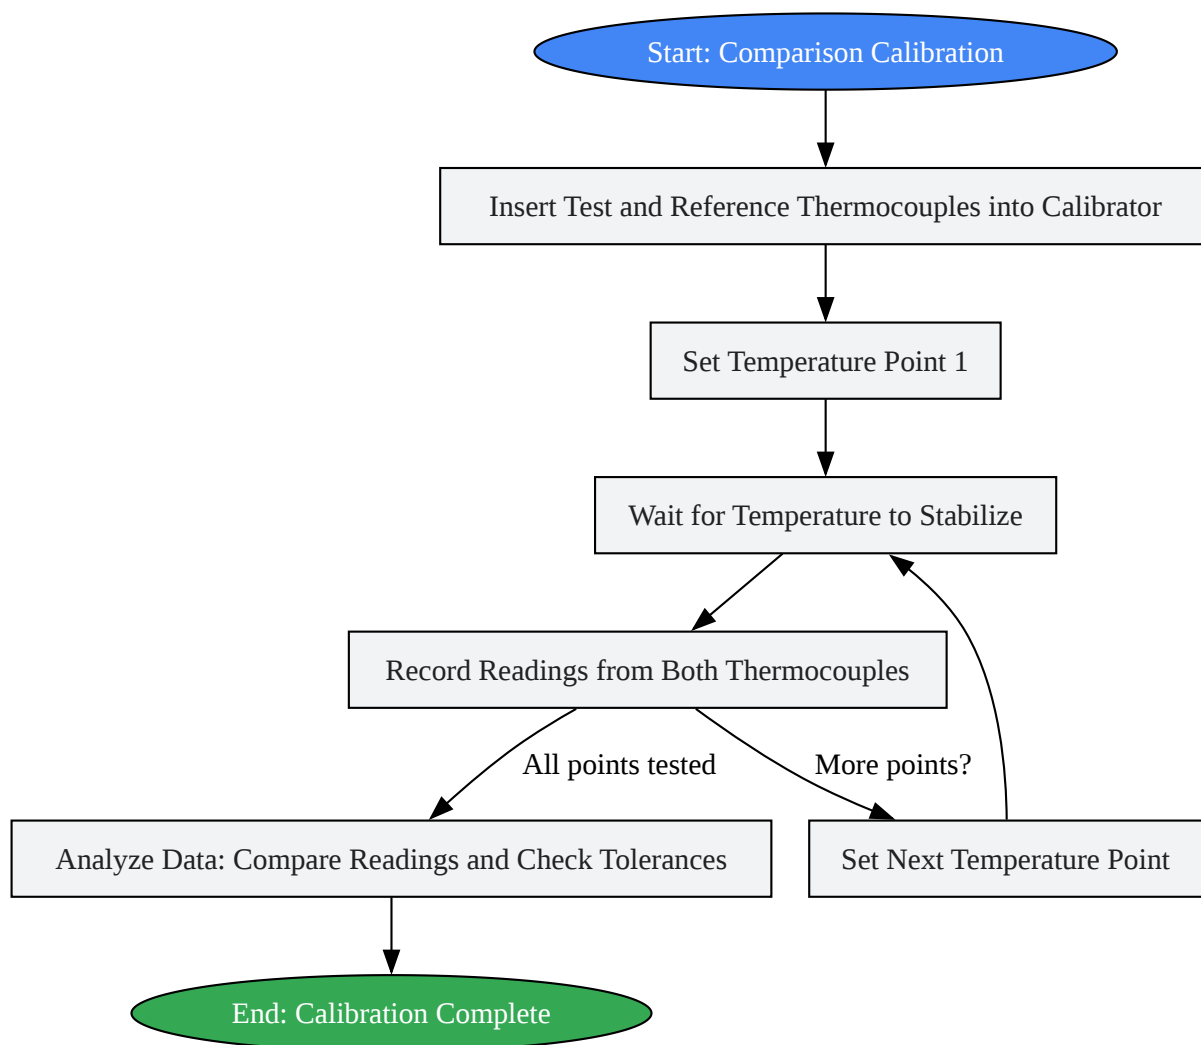 Start: Comparison Calibration
Insert Test and Reference Thermocouples into Calibrator
Set Temperature Point 1
Wait for Temperature to Stabilize
Record Readings from Both Thermocouples
All points tested
More points?
Analyze Data: Compare Readings and Check Tolerances
Set Next Temperature Point
End: Calibration Complete